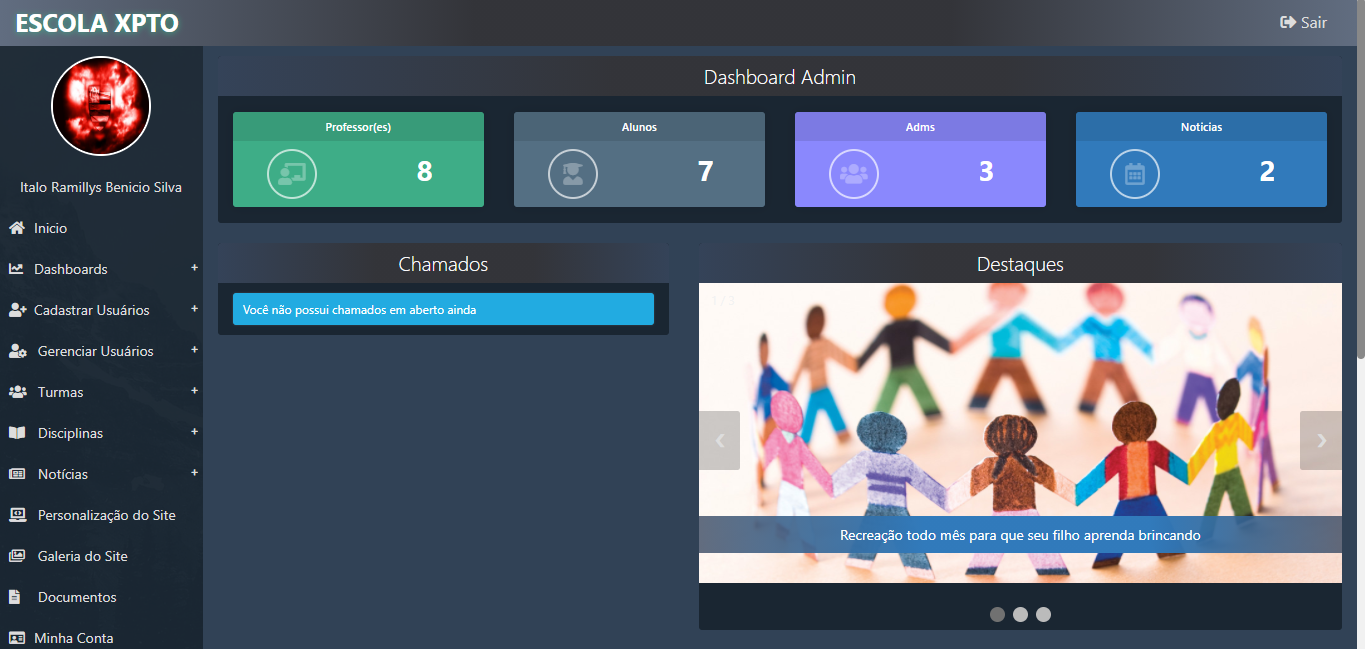 ESCOLA XPTO
Sair
Italo Ramillys Benicio Silva
Inicio
Dashboards +
Cadastrar Usuários +
Gerenciar Usuários +
Turmas +
Disciplinas +
Notícias +
Personalização do Site
Galeria do Site
Documentos
Minha Conta
Dashboard Admin
Professor(es)
8
Alunos
7
Adms
3
Noticias
2
Chamados
Você não possui chamados em aberto ainda
Destaques
1 / 3
Recreação todo mês para que seu filho aprenda brincando